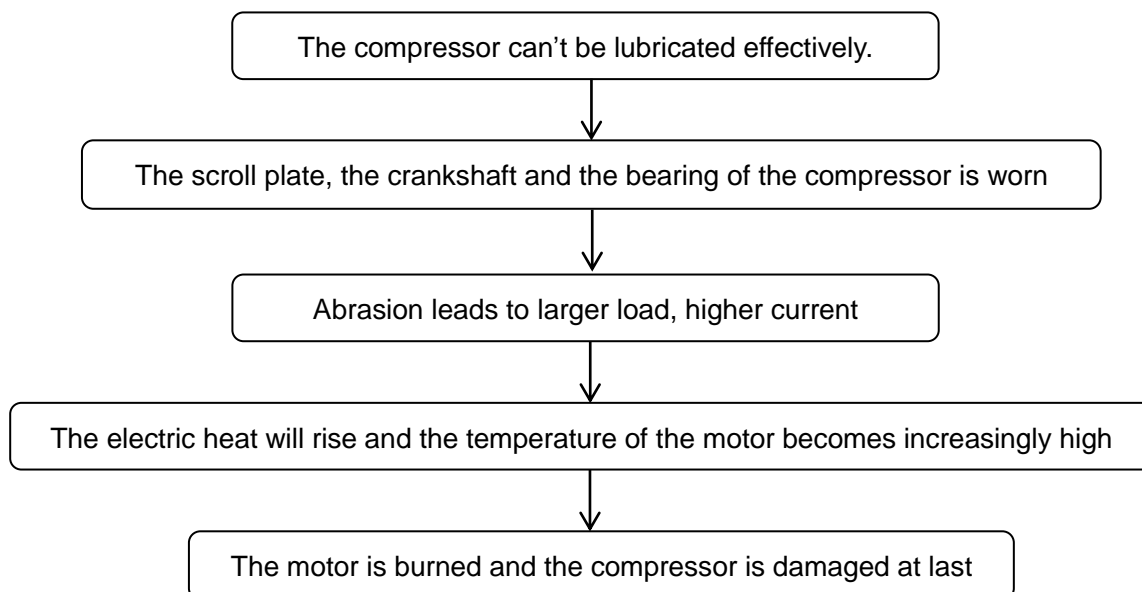 The compressor can’t be lubricated effectively.
The scroll plate, the crankshaft and the bearing of the compressor is worn
Abrasion leads to larger load, higher current
The electric heat will rise and the temperature of the motor becomes increasingly high
The motor is burned and the compressor is damaged at last